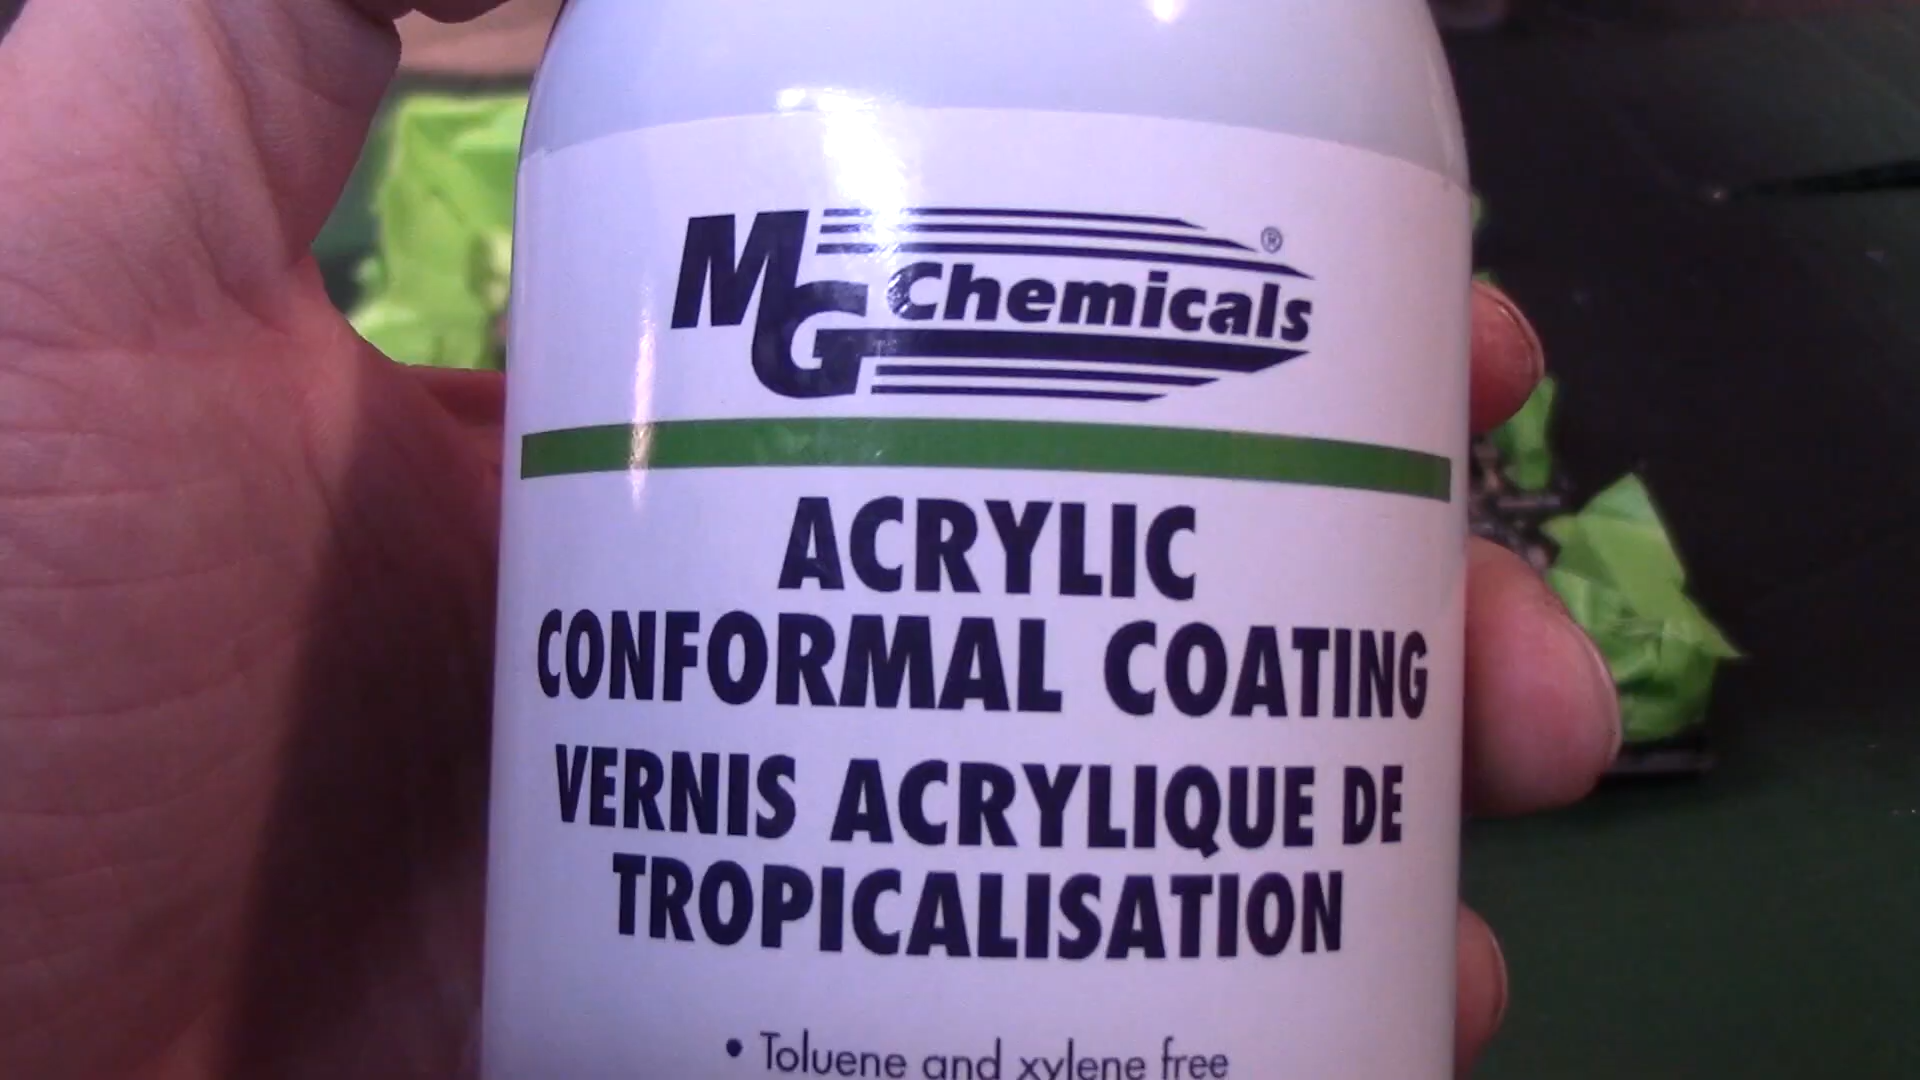 MG Chemicals ®
ACRYLIC
CONFORMAL COATING
VERNIS ACRYLIQUE DE
TROPICALISATION
• Toluene and xylene free